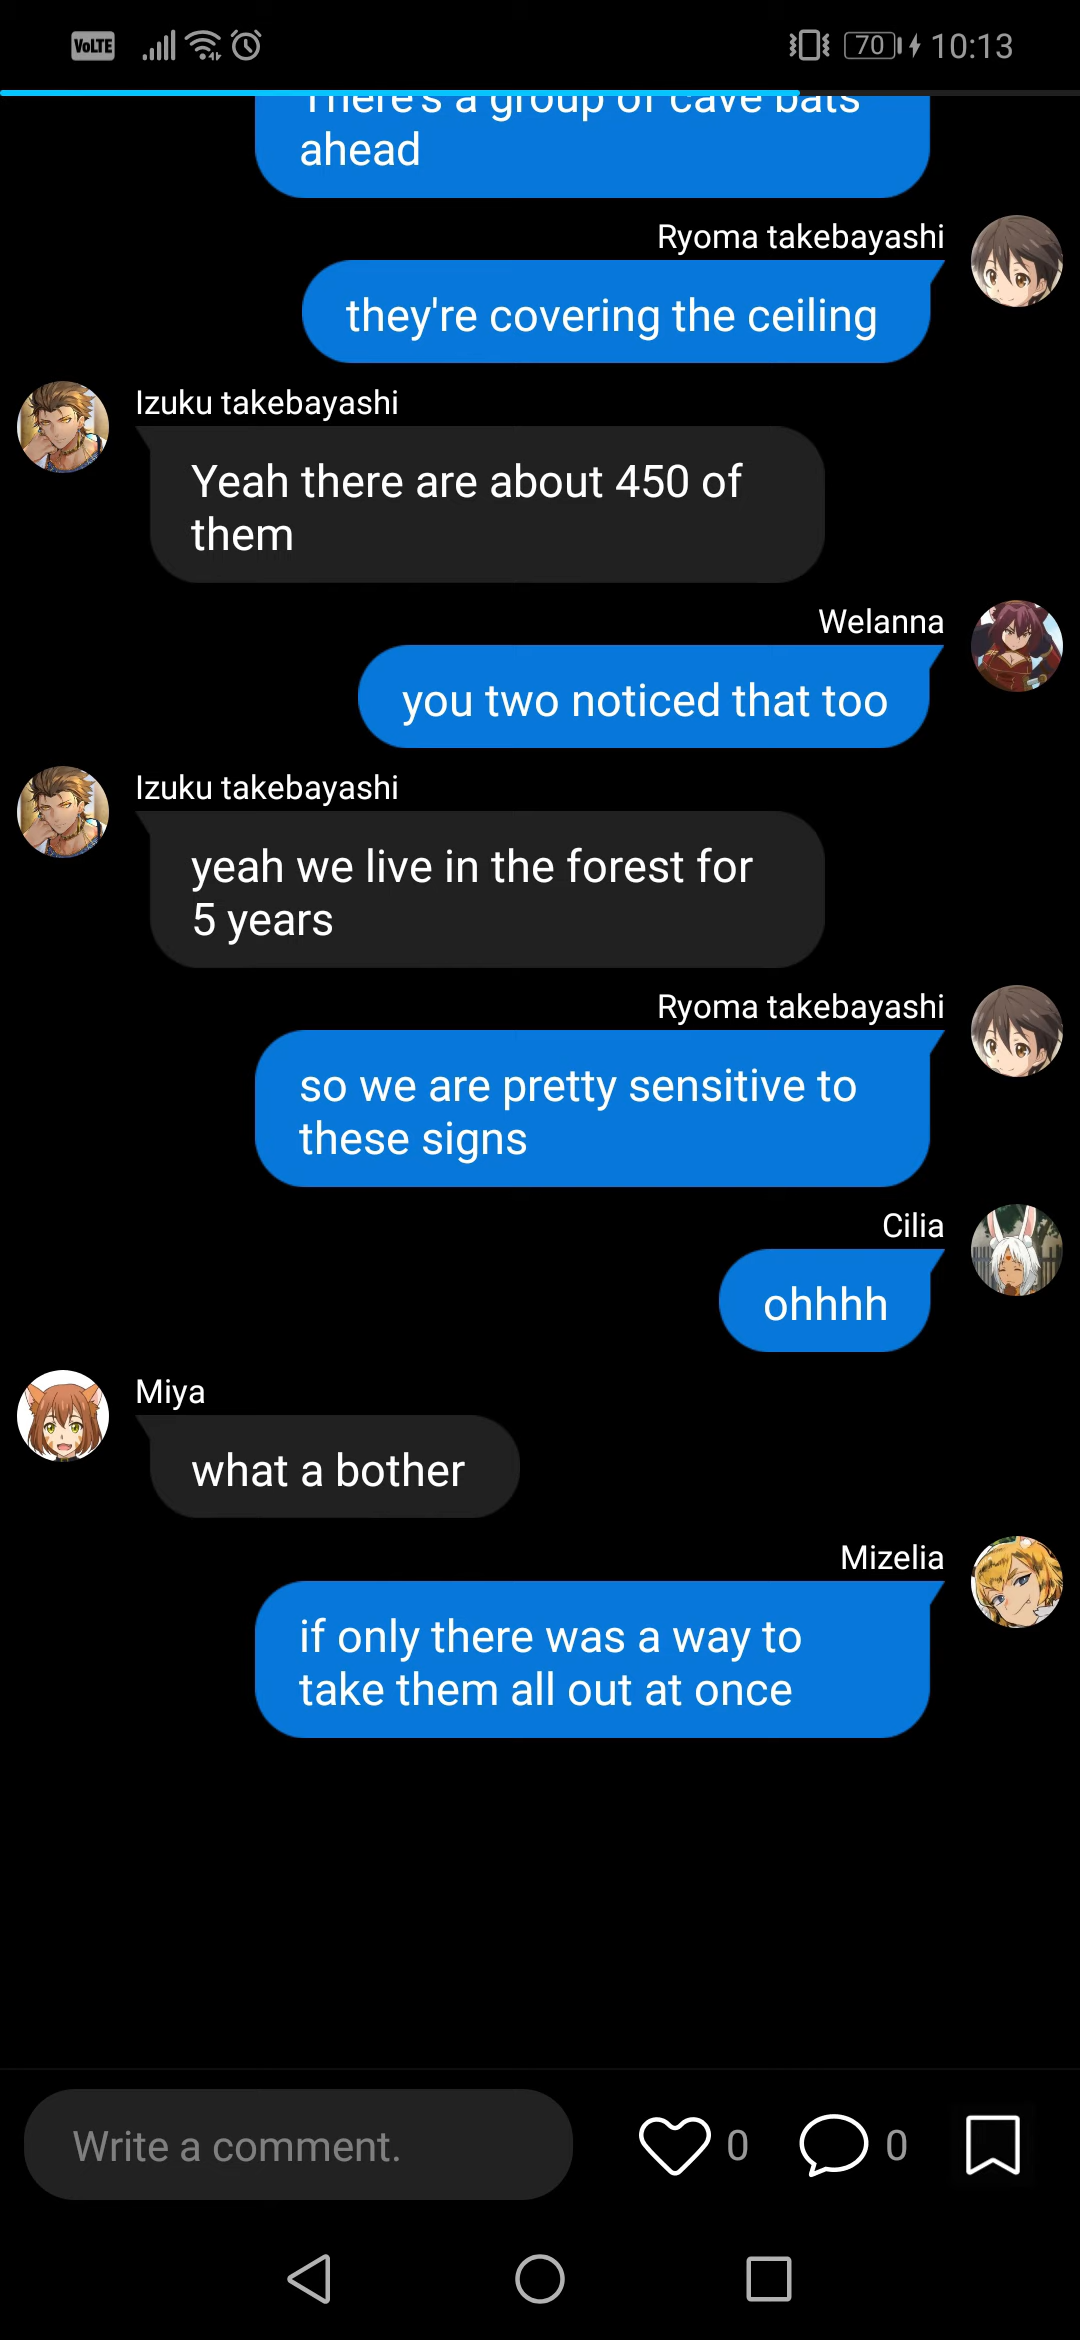 VoLTE
70
10:13
There's a group of cave bats
ahead
Ryoma takebayashi
they're covering the ceiling
Izuku takebayashi
Yeah there are about 450 of
them
Welanna
you two noticed that too
Izuku takebayashi
yeah we live in the forest for
5 years
Ryoma takebayashi
so we are pretty sensitive to
these signs
Cilia
ohhhh
Miya
what a bother
Mizelia
if only there was a way to
take them all out at once
Write a comment.
0
0